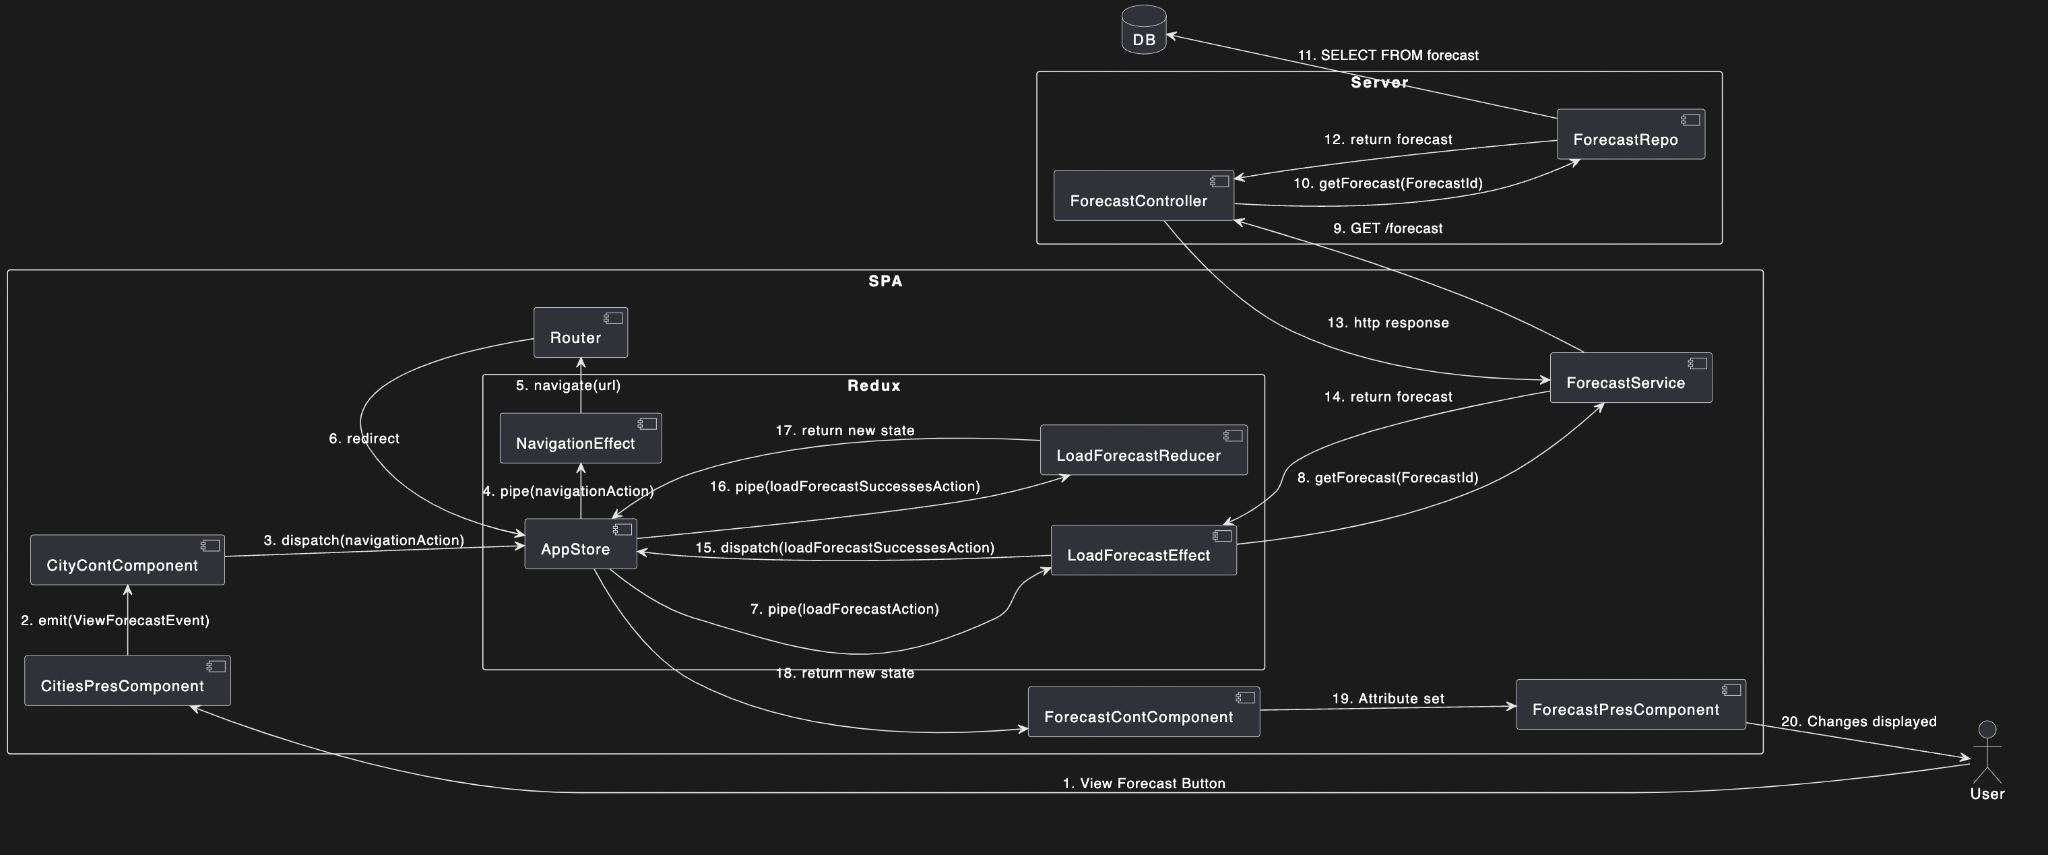 DB
11. SELECT FROM forecast
Server
ForecastRepo
12. return forecast
10. getForecast(ForecastId)
ForecastController
9. GET /forecast
SPA
13. http response
Router
ForecastService
5. navigate(url)
Redux
14. return forecast
6. redirect
NavigationEffect
17. return new state
LoadForecastReducer
4. pipe(navigationAction)
16. pipe(loadForecastSuccessesAction)
8. getForecast(ForecastId)
3. dispatch(navigationAction)
AppStore
15. dispatch(loadForecastSuccessesAction)
LoadForecastEffect
CityContComponent
7. pipe(loadForecastAction)
2. emit(ViewForecastEvent)
18. return new state
CitiesPresComponent
ForecastContComponent
19. Attribute set
ForecastPresComponent
20. Changes displayed
1. View Forecast Button
User